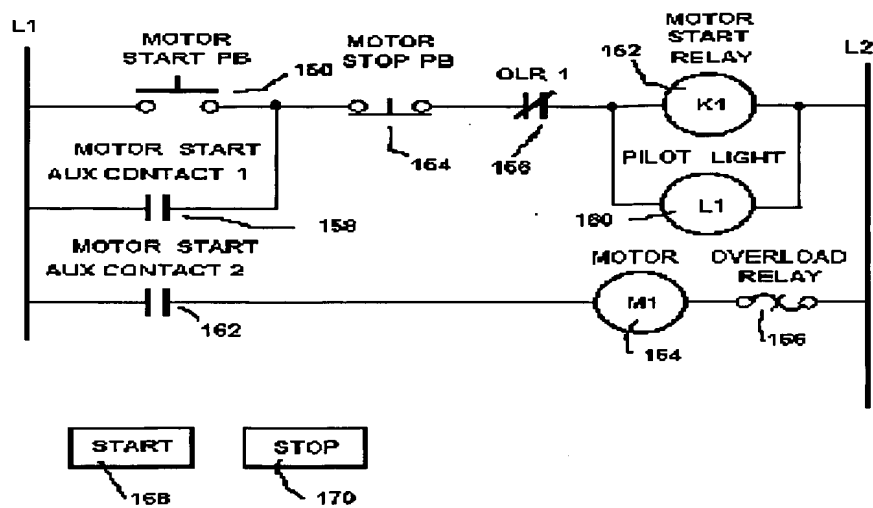 L1
MOTOR
START PB
150
MOTOR
STOP PB
154
OLR 1
156
152
MOTOR
START
RELAY
K1
L2
MOTOR START
AUX CONTACT 1
158
PILOT LIGHT
L1
160
MOTOR START
AUX CONTACT 2
162
MOTOR
M1
164
OVERLOAD
RELAY
166
START
168
STOP
170